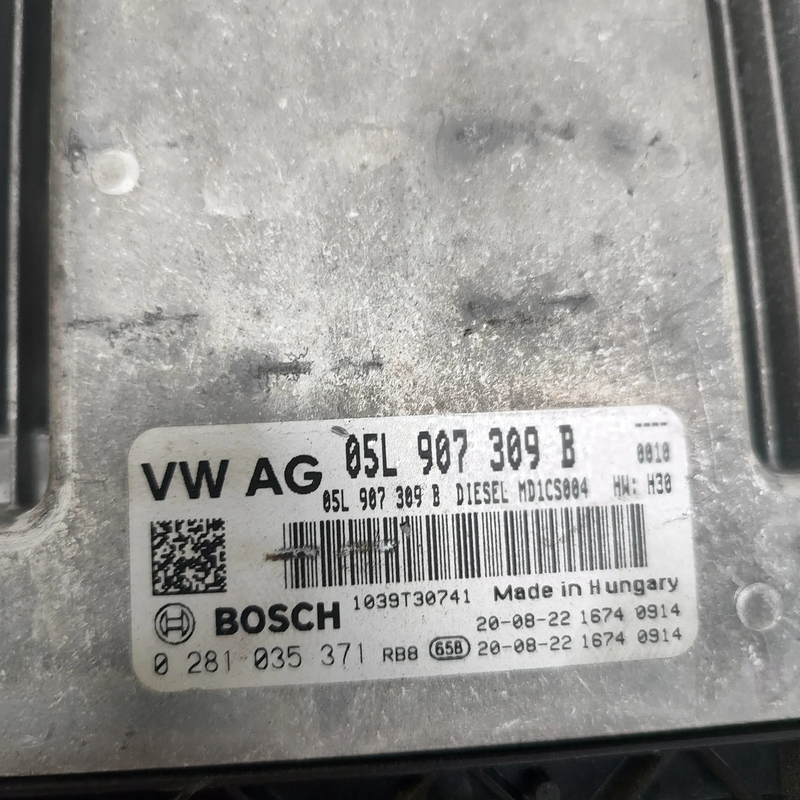 ----
VW AG 05L 907 309 B 0010
05L 907 309 B DIESEL MD1CS004 HW: H30
1039T30741 Made in Hungary
BOSCH 20-08-22 1674 0914
0 281 035 371 RB8 658 20-08-22 1674 0914